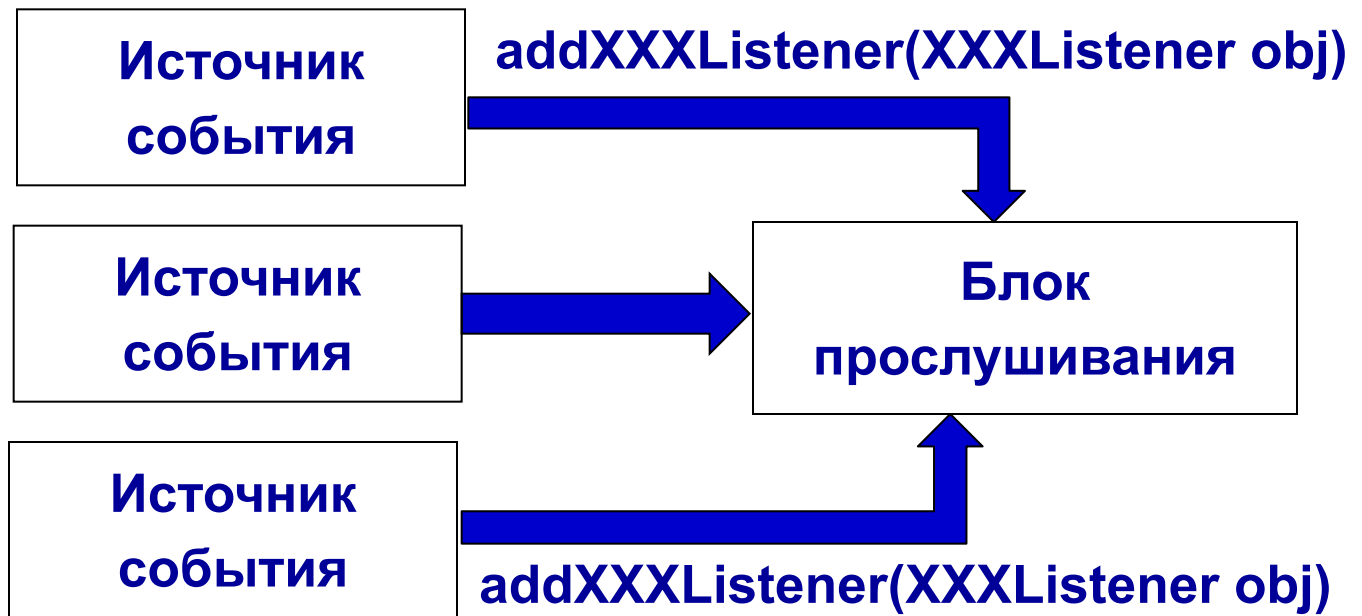 Источник
события
addXXXListener(XXXListener obj)
Источник
события
Блок
прослушивания
Источник
события
addXXXListener(XXXListener obj)